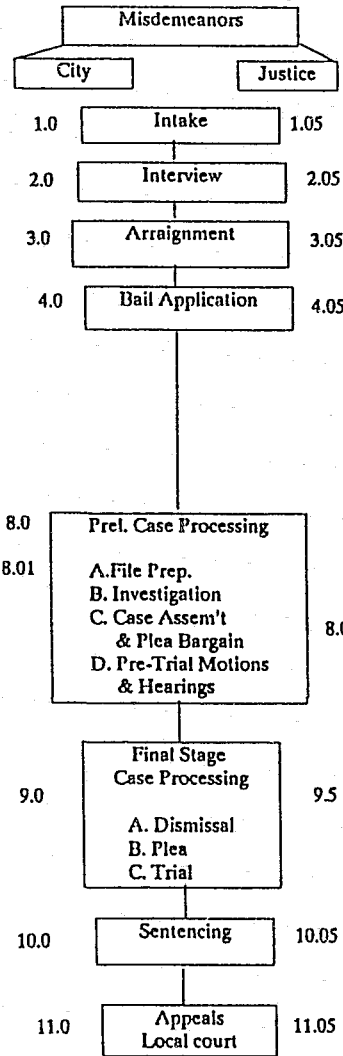 Misdemeanors
City Justice
1.0 Intake 1.05
2.0 Interview 2.05
3.0 Arraignment 3.05
4.0 Bail Application 4.05
8.0 Prel. Case Processing
8.01 A.File Prep.
B. Investigation
C. Case Assem't
& Plea Bargain 8.0
D. Pre-Trial Motions
& Hearings
Final Stage
Case Processing
9.0 9.5
A. Dismissal
B. Plea
C. Trial
10.0 Sentencing 10.05
11.0 Appeals 11.05
Local court